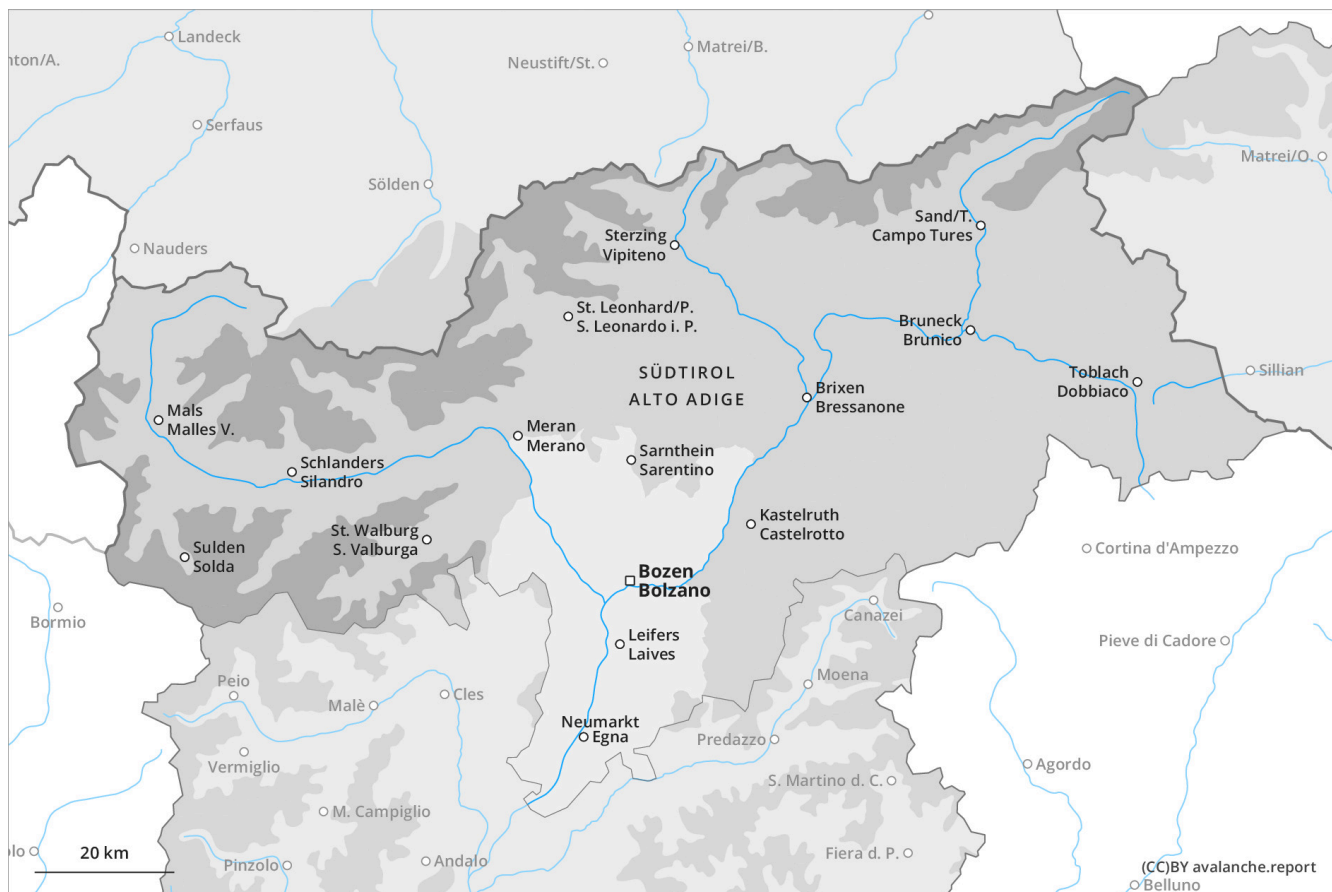 Landeck
nton/A.
Matrei/B.
Neustift/St.
Serfaus
Matrei/O.
Sölden
Sand/T.
Campo Tures
Sterzing
Vipiteno
Nauders
St. Leonhard/P.
S. Leonardo i. P.
Bruneck
Brunico
SÜDTIROL
ALTO ADIGE
Toblach
Dobbiaco
Sillian
Brixen
Bressanone
Mals
Malles V.
Meran
Merano
Sarnthein
Sarentino
Schlanders
Silandro
Kastelruth
Castelrotto
St. Walburg
S. Valburga
Sulden
Solda
Cortina d'Ampezzo
Bozen
Bolzano
Bormio
Canazei
Leifers
Laives
Pieve di Cadore
Peio
Moena
Cles
Malè
Neumarkt
Egna
Predazzo
Vermiglio
Agordo
S. Martino d. C.
M. Campiglio
olo
20 km
Pinzolo
Andalo
Fiera d. P.
(CC)BY avalanche.report
Belluno